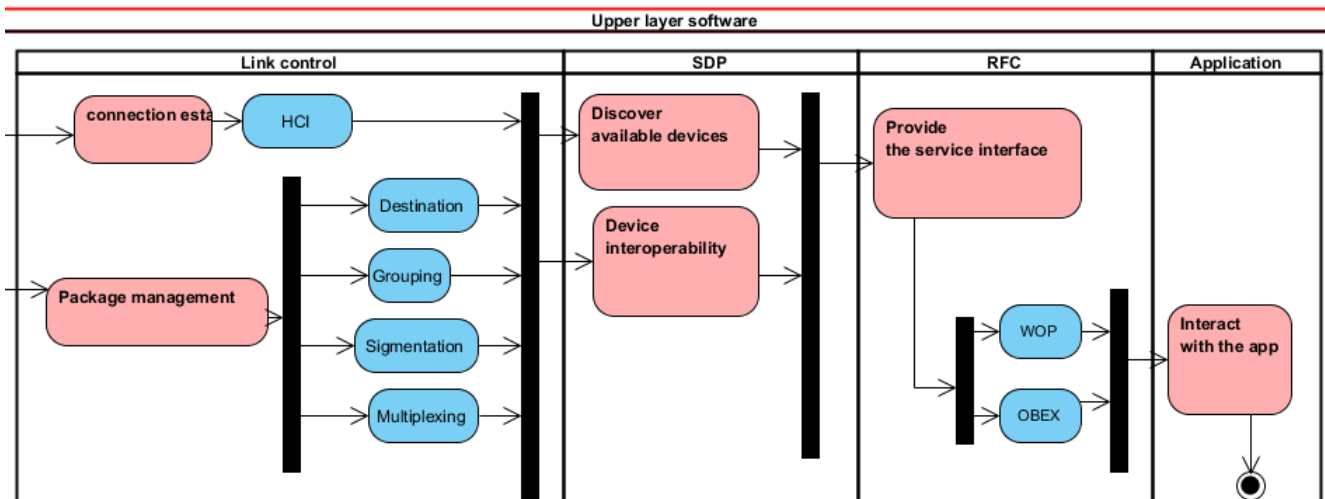 Upper layer software
Link control
SDP
RFC
Application
connection esta
HCI
Destination
Grouping
Package management
Sigmentation
Multiplexing
Discover
available devices
Device
interoperability
Provide
the service interface
WOP
OBEX
Interact
with the app